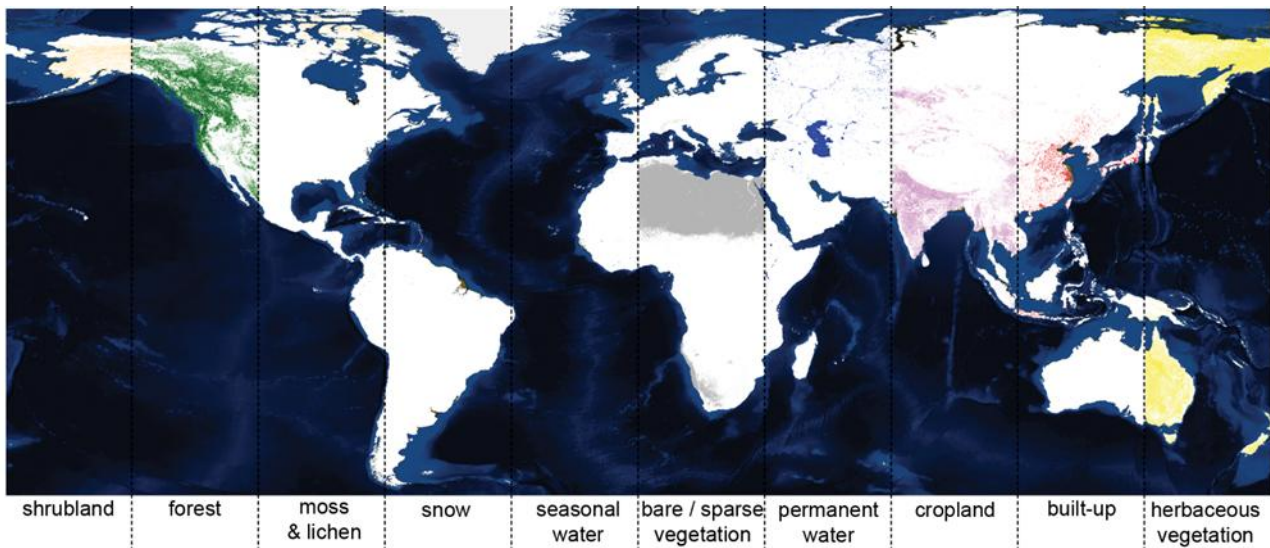 shrubland
forest
moss
& lichen
snow
seasonal
water
bare / sparse
vegetation
permanent
water
cropland
built-up
herbaceous
vegetation